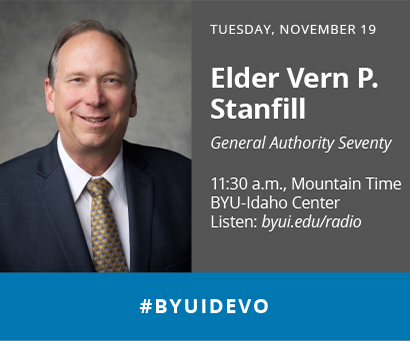 TUESDAY, NOVEMBER 19
Elder Vern P.
Stanfill
General Authority Seventy
11:30 a.m., Mountain Time
BYU-Idaho Center
Listen: byui.edu/radio
#BYUIDEVO